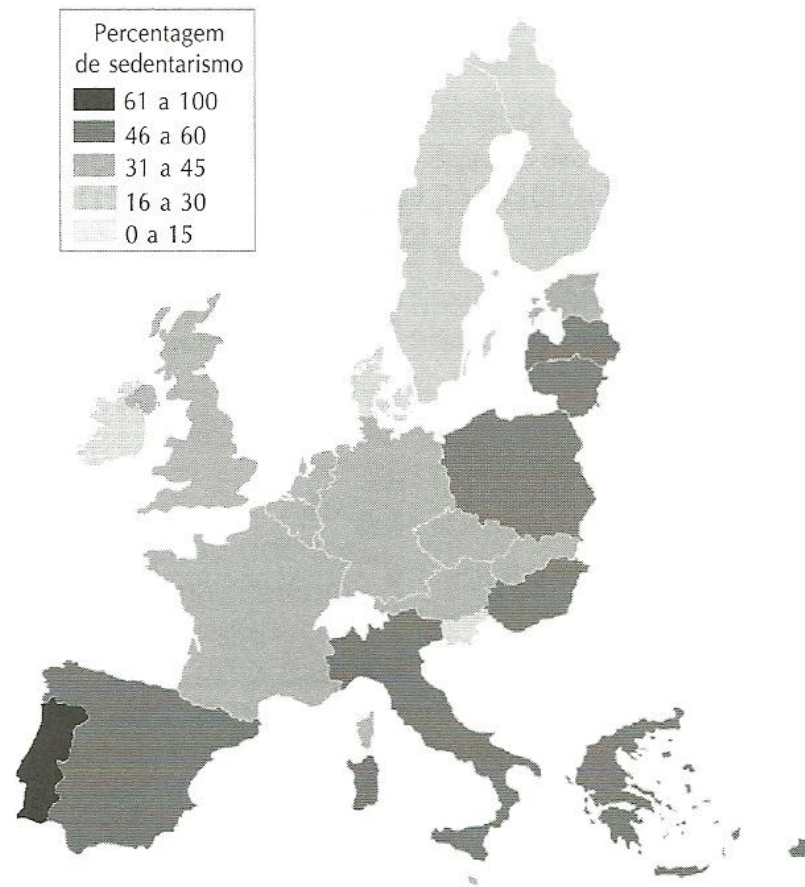 Percentagem
de sedentarismo
61 a 100
46 a 60
31 a 45
16 a 30
0 a 15